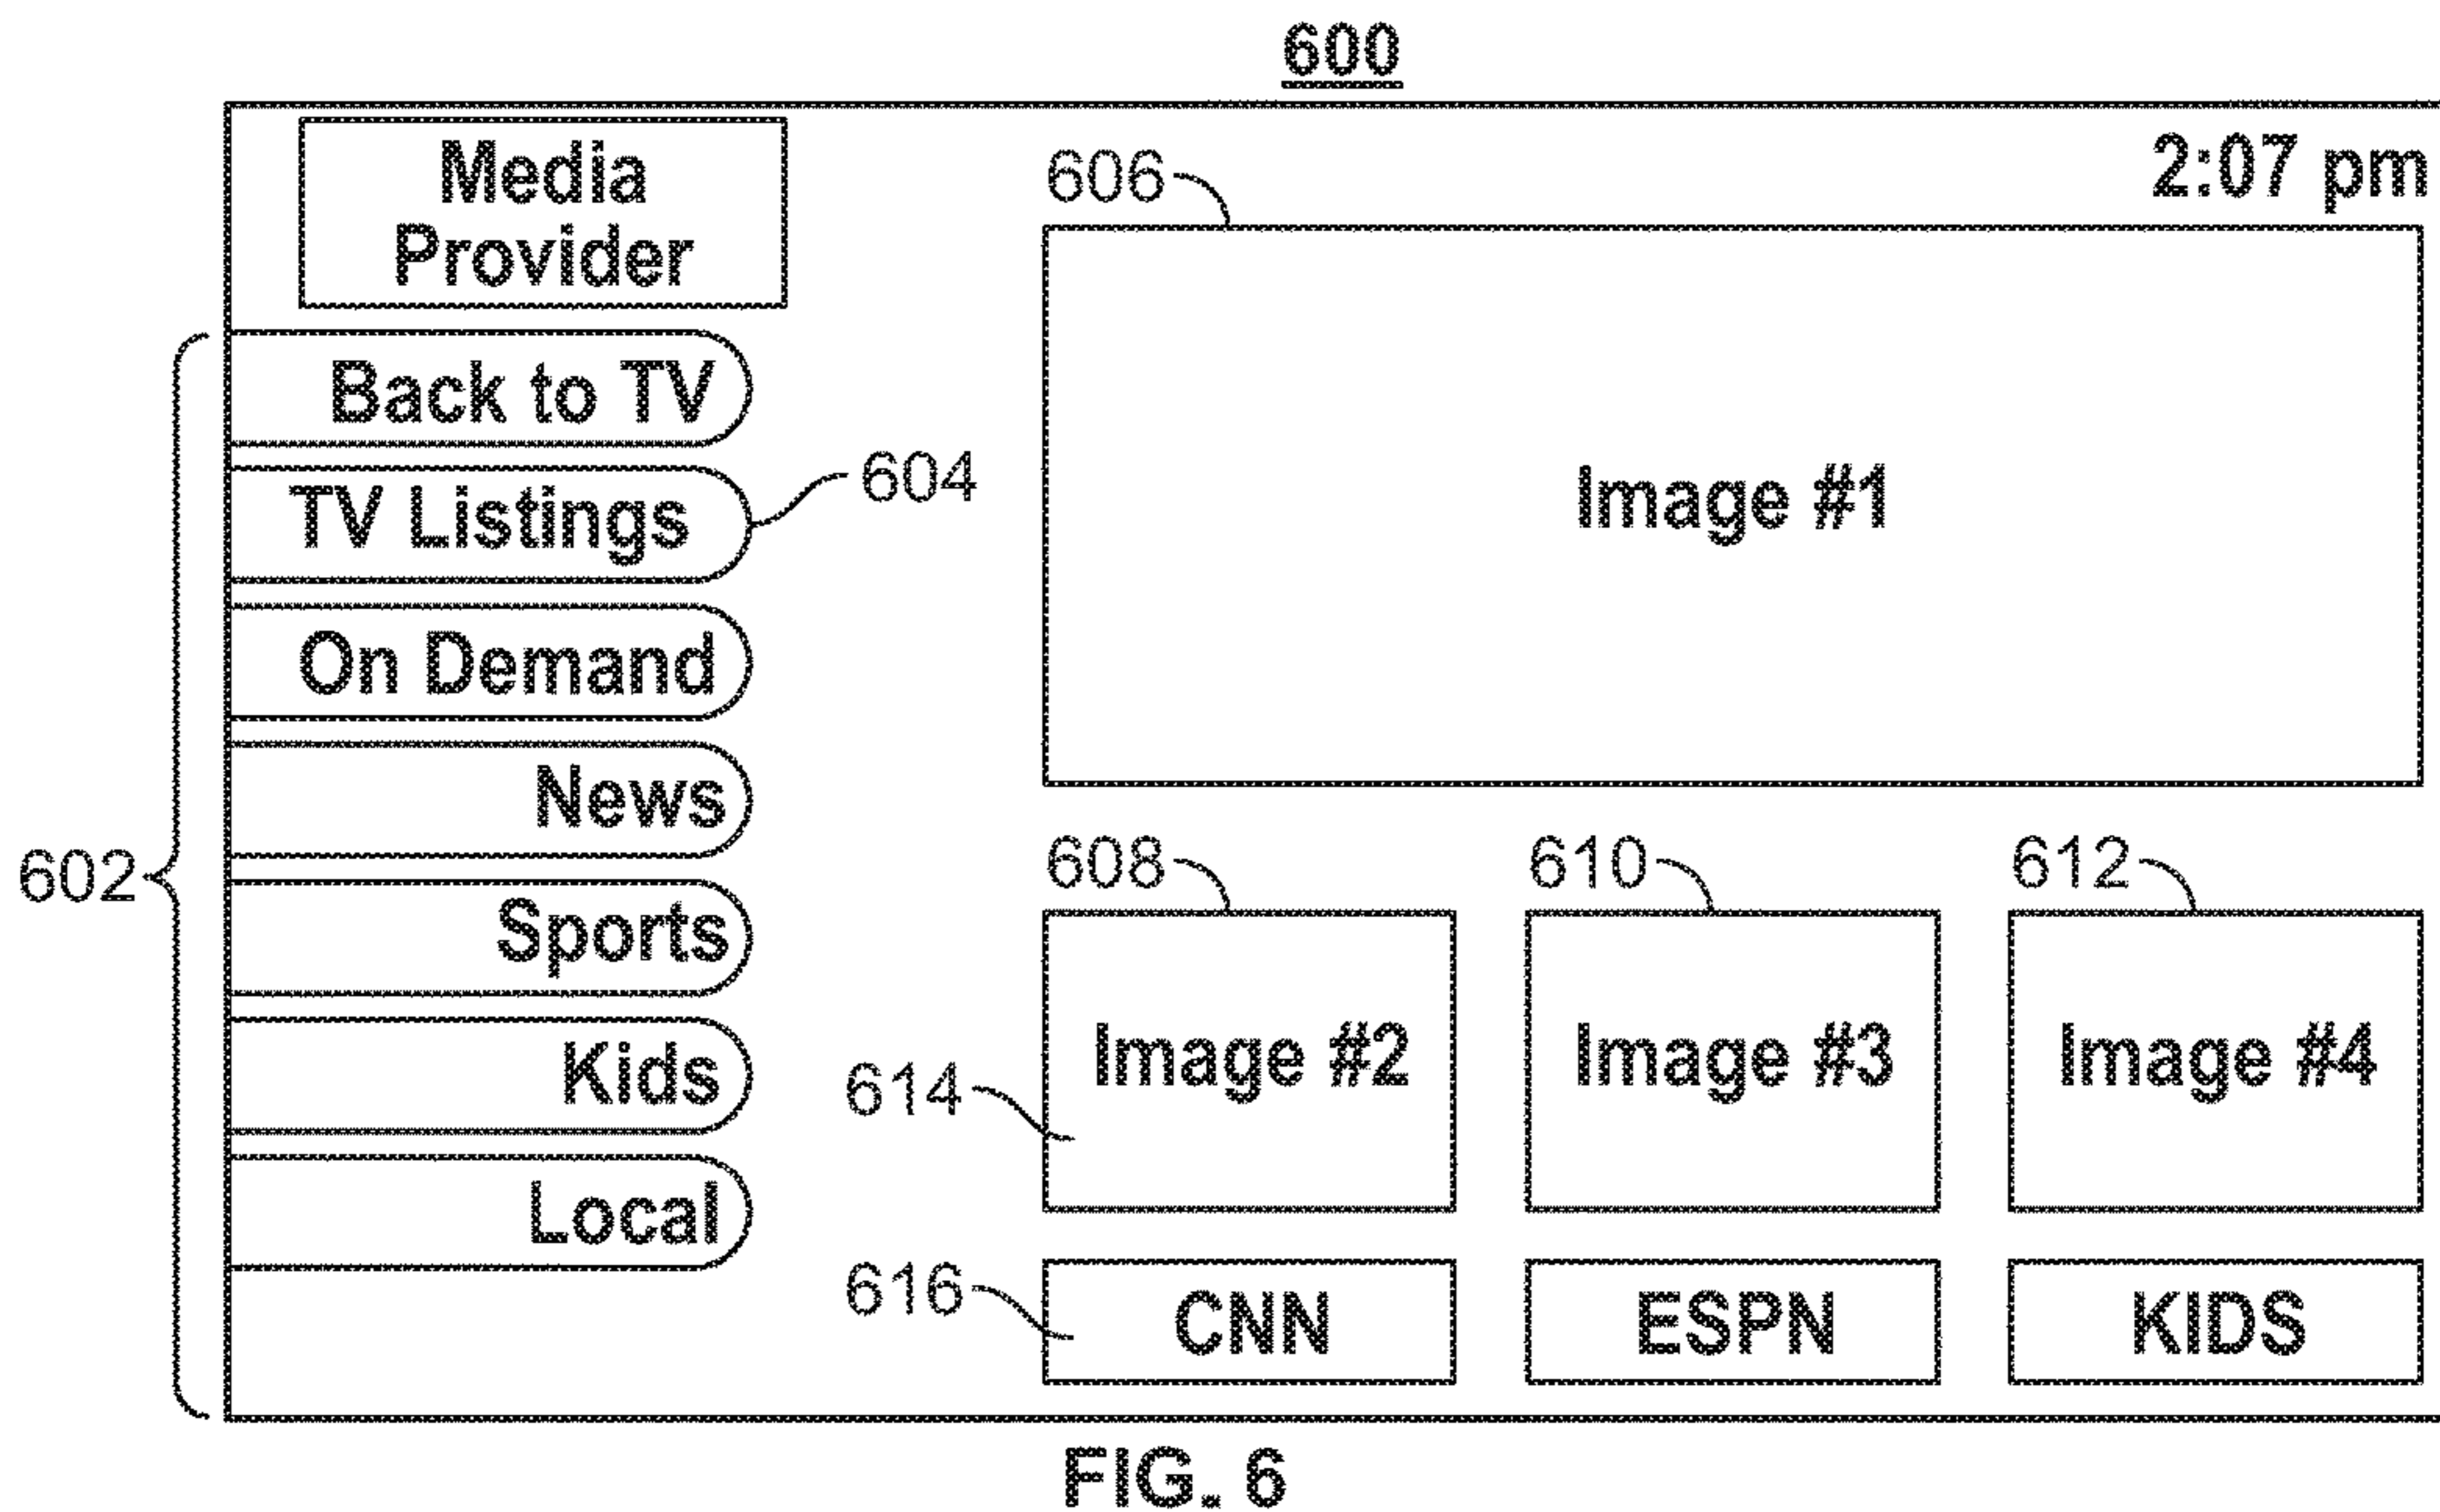 600
Media
Provider
2:07 pm
606
Back to TV
TV Listings
604
On Demand
News
Sports
Kids
Local
602
Image #1
608
610
612
Image #2
Image #3
Image #4
614
616
CNN
ESPN
KIDS
FIG. 6